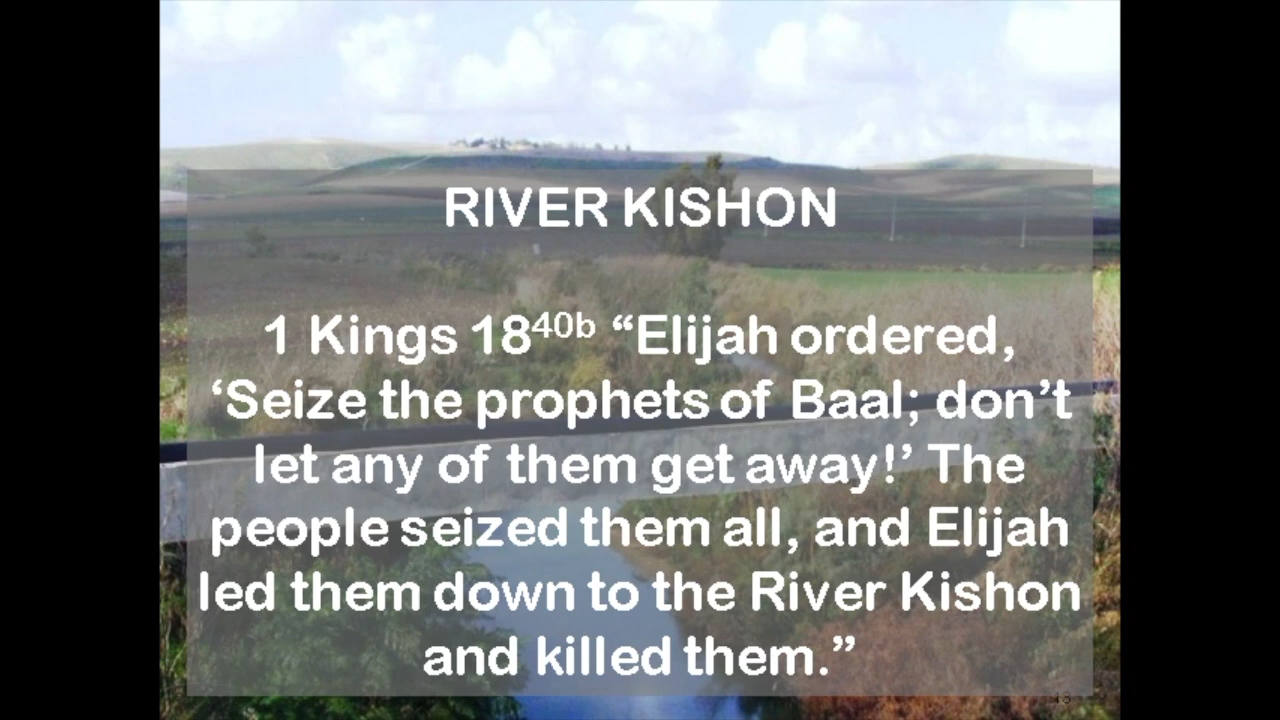 RIVER KISHON
1 Kings 18⁴⁰ᵇ “Elijah ordered,
‘Seize the prophets of Baal; don’t
let any of them get away!’ The
people seized them all, and Elijah
led them down to the River Kishon
and killed them.”